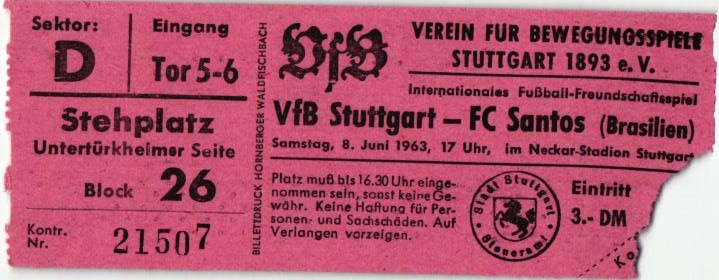 Sektor:
D
Eingang
Tor 5-6
Stehplatz
Untertürkheimer Seite
Block 26
Kontr.
Nr. 21507
BILLETTDRUCK HORNBERGER WALDFISCHBACH
VfB
VEREIN FÜR BEWEGUNGSSPIELE
STUTTGART 1893 e. V.
Internationales Fußball-Freundschaftsspiel
VfB Stuttgart – FC Santos (Brasilien)
Samstag, 8. Juni 1963, 17 Uhr, im Neckar-Stadion Stuttgart
Platz muß bis 16.30 Uhr einge-
nommen sein, sonst keine Ge-
währ. Keine Haftung für Per-
sonen- und Sachschäden. Auf
Verlangen vorzeigen.
Stadt Stuttgart
Steueramt
Eintritt
3.- DM